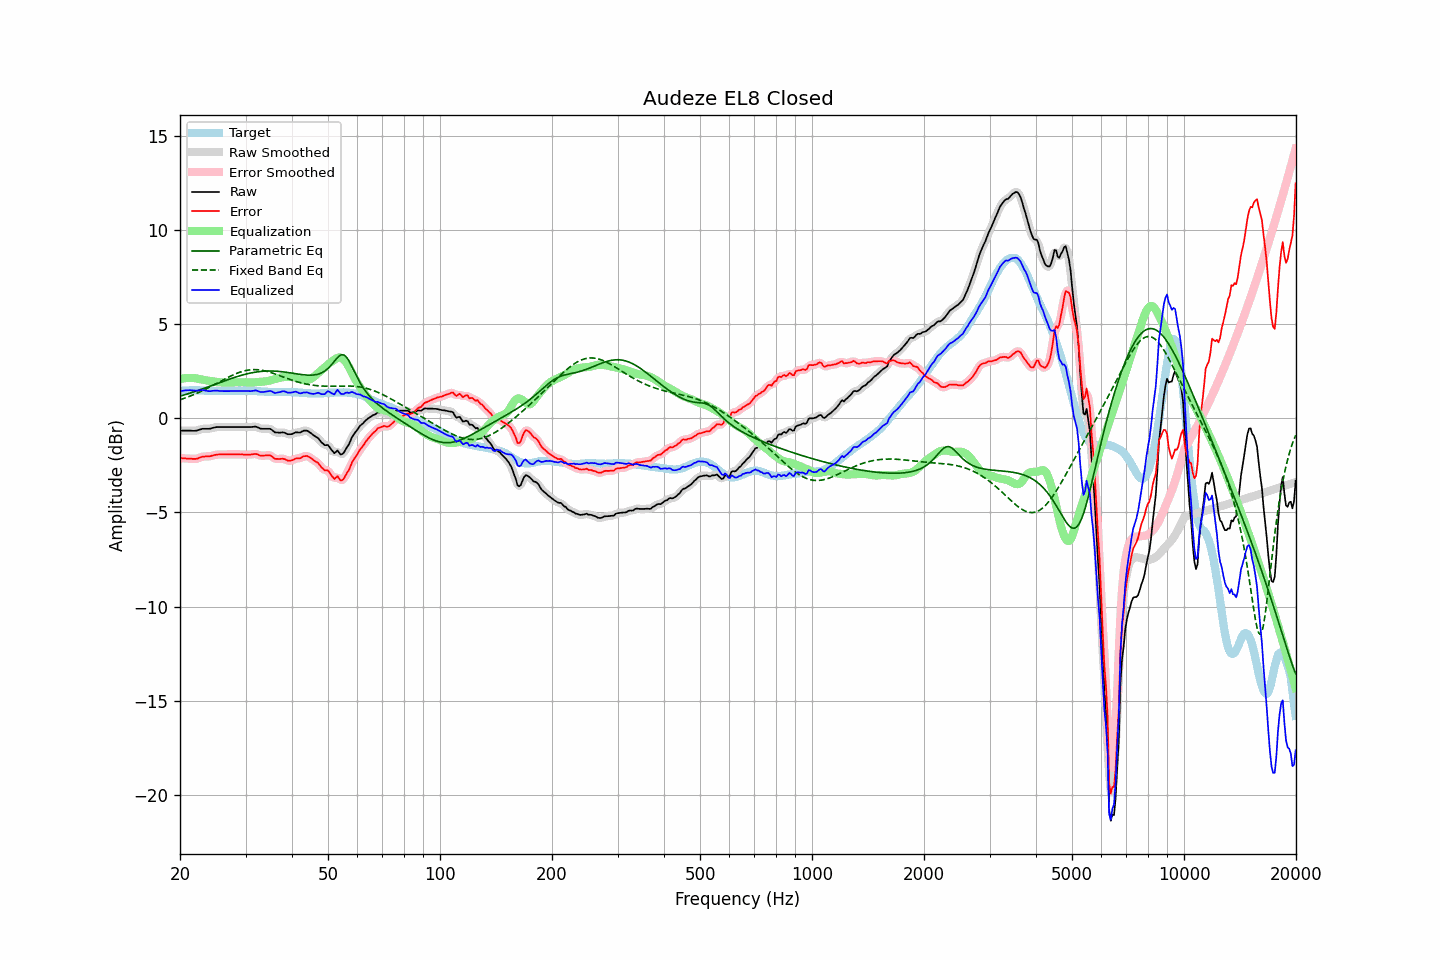 Audeze EL8 Closed
Target
Raw Smoothed
Error Smoothed
Raw
Error
Equalization
Parametric Eq
Fixed Band Eq
Equalized
15
10
5
0
−5
−10
−15
−20
Amplitude (dBr)
20 50 100 200 500 1000 2000 5000 10000 20000
Frequency (Hz)